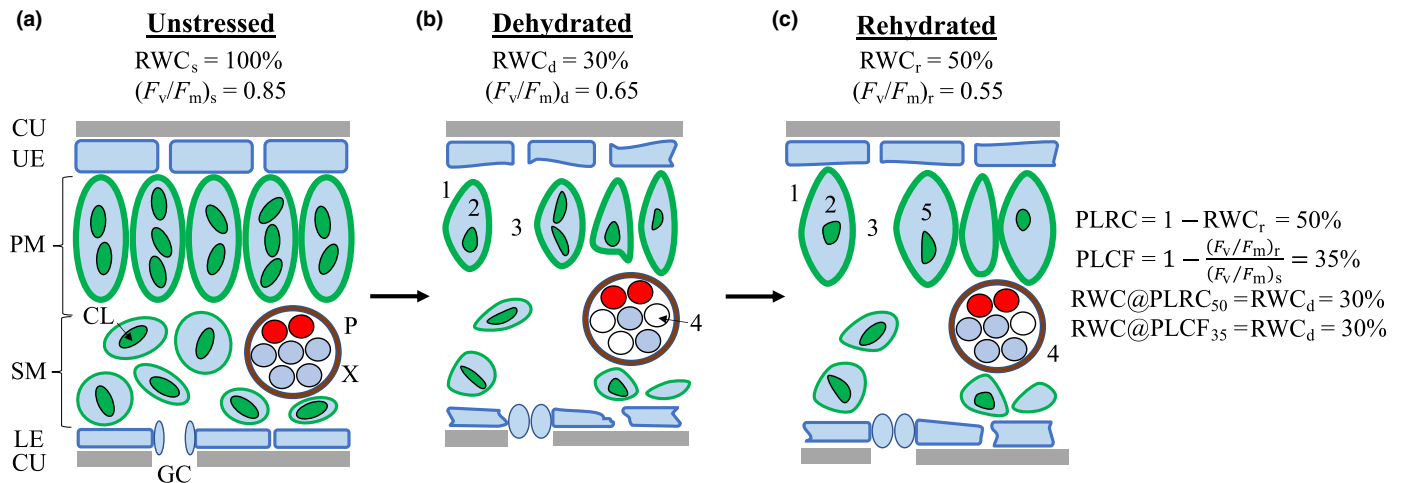 (a) Unstressed
RWCs = 100%
(Fv/Fm)s = 0.85
CU
UE
PM
CL
P
SM
X
LE
CU
GC
(b) Dehydrated
RWCd = 30%
(Fv/Fm)d = 0.65
1
2
3
4
(c) Rehydrated
RWCr = 50%
(Fv/Fm)r = 0.55
1
2
3
5
4
PLRC = 1 − RWCr = 50%
PLCF = 1 − (Fv/Fm)r / (Fv/Fm)s = 35%
RWC@PLRC50 = RWCd = 30%
RWC@PLCF35 = RWCd = 30%